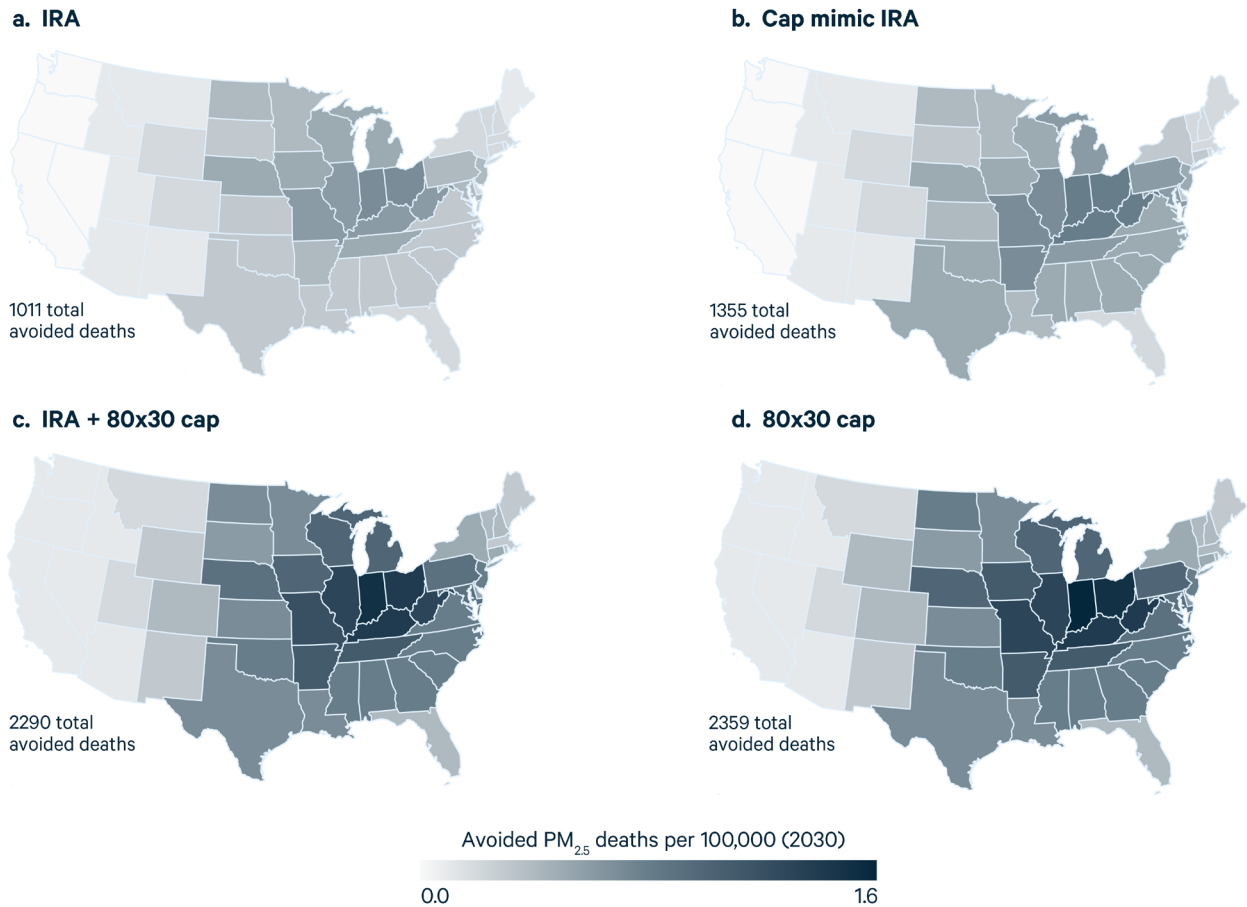 a. IRA
b. Cap mimic IRA
1011 total
avoided deaths
1355 total
avoided deaths
c. IRA + 80x30 cap
d. 80x30 cap
2290 total
avoided deaths
2359 total
avoided deaths
Avoided PM2.5 deaths per 100,000 (2030)
0.0
1.6